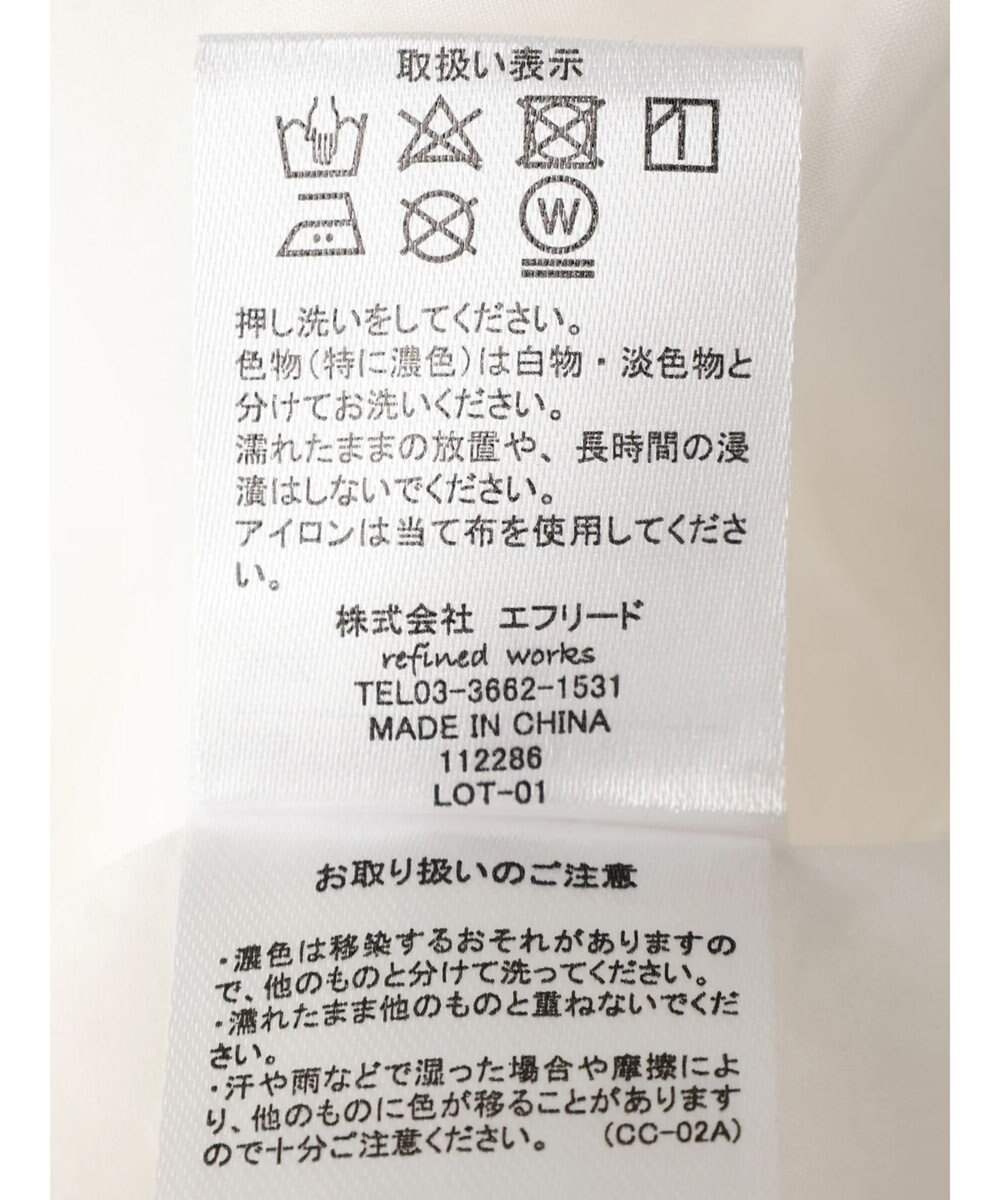 取扱い表示
W
押し洗いをしてください。
色物(特に濃色)は白物・淡色物と
分けてお洗いください。
濡れたままの放置や、長時間の浸
漬はしないでください。
アイロンは当て布を使用してくださ
い。
株式会社 エフリード
refined works
TEL03-3662-1531
MADE IN CHINA
112286
LOT-01
お取り扱いのご注意
・濃色は移染するおそれがありますの
で、他のものと分けて洗ってください。
・濡れたまま他のものと重ねないでくだ
さい。
・汗や雨などで湿った場合や摩擦によ
り、他のものに色が移ることがあります
ので十分ご注意ください。 (CC-02A)